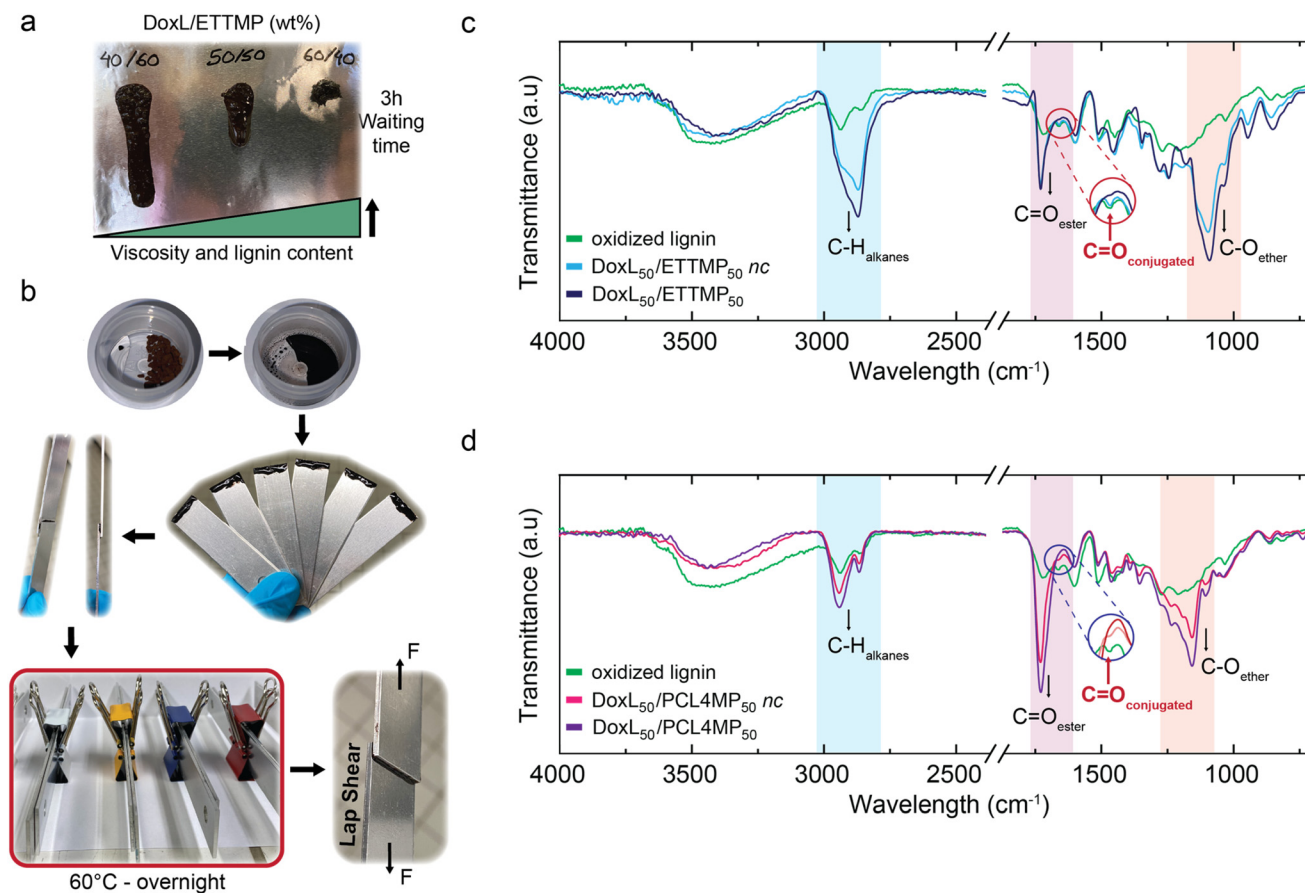 a
DoxL/ETTMP (wt%)
40/60 50/50 60/40
3h
Waiting
time
Viscosity and lignin content
b
60°C - overnight
Lap Shear
F
F
c
Transmittance (a.u)
oxidized lignin
DoxL50/ETTMP50 nc
DoxL50/ETTMP50
C-Halkanes
C=Oester
C=Oconjugated
C-Oether
4000 3500 3000 2500 1500 1000
Wavelength (cm-1)
d
Transmittance (a.u)
oxidized lignin
DoxL50/PCL4MP50 nc
DoxL50/PCL4MP50
C-Halkanes
C=Oester
C=Oconjugated
C-Oether
4000 3500 3000 2500 1500 1000
Wavelength (cm-1)